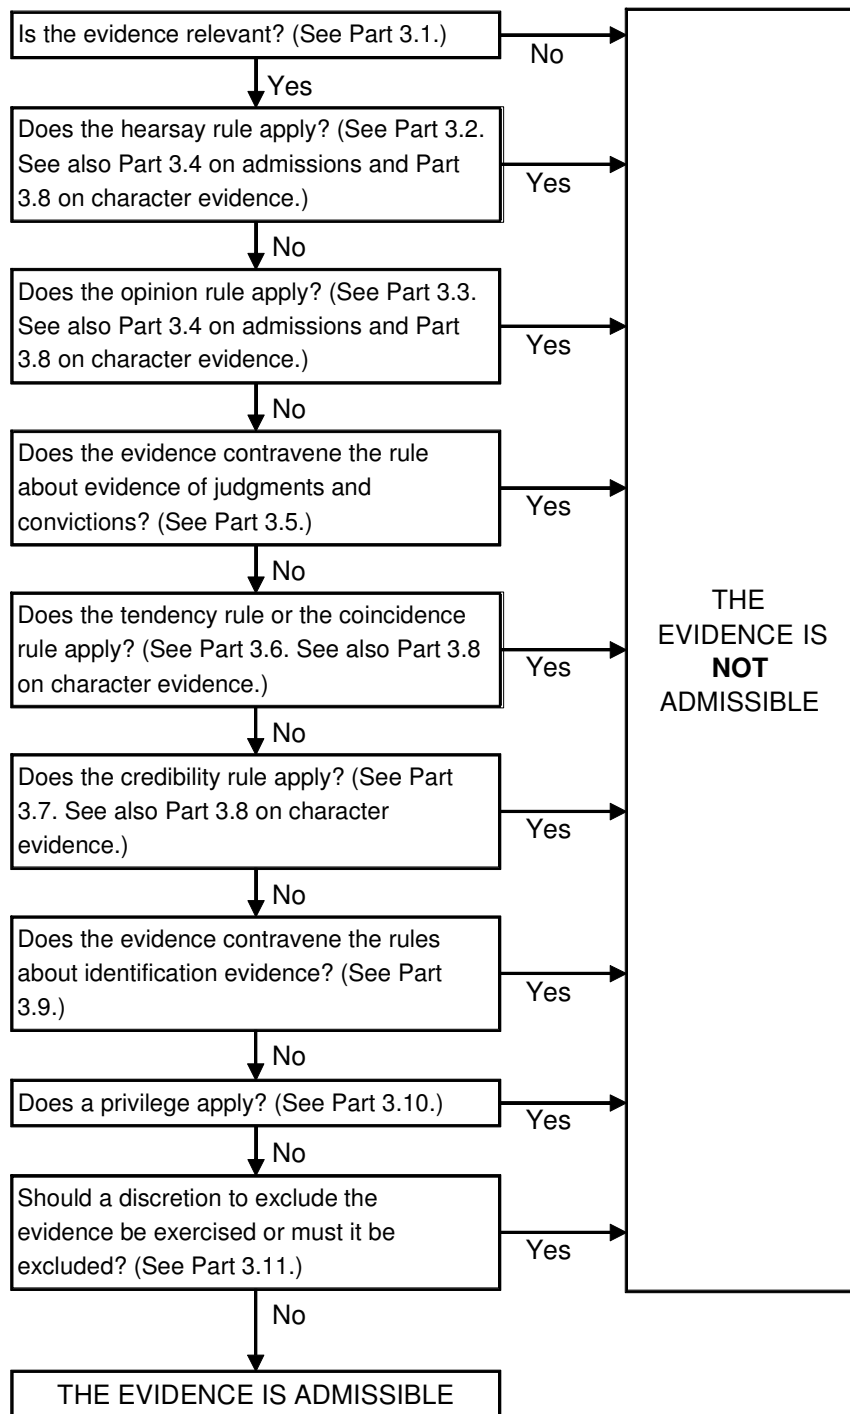 Is the evidence relevant? (See Part 3.1.)
No
Yes
Does the hearsay rule apply? (See Part 3.2.
See also Part 3.4 on admissions and Part
3.8 on character evidence.)
Yes
No
Does the opinion rule apply? (See Part 3.3.
See also Part 3.4 on admissions and Part
3.8 on character evidence.)
Yes
No
Does the evidence contravene the rule
about evidence of judgments and
convictions? (See Part 3.5.)
Yes
No
Does the tendency rule or the coincidence
rule apply? (See Part 3.6. See also Part 3.8
on character evidence.)
Yes
No
Does the credibility rule apply? (See Part
3.7. See also Part 3.8 on character
evidence.)
Yes
No
Does the evidence contravene the rules
about identification evidence? (See Part
3.9.)
Yes
No
Does a privilege apply? (See Part 3.10.)
Yes
No
Should a discretion to exclude the
evidence be exercised or must it be
excluded? (See Part 3.11.)
Yes
No
THE EVIDENCE IS ADMISSIBLE
THE
EVIDENCE IS
NOT
ADMISSIBLE